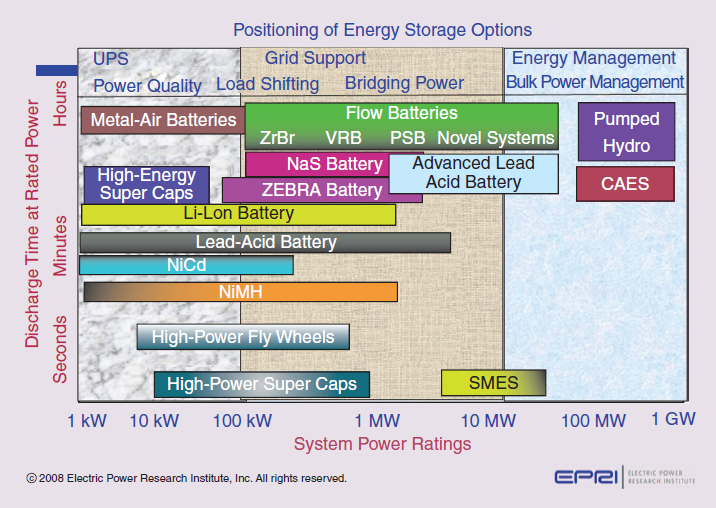 Positioning of Energy Storage Options
UPS
Power Quality
Grid Support
Load Shifting Bridging Power
Energy Management
Bulk Power Management
Discharge Time at Rated Power
Hours
Minutes
Seconds
Metal-Air Batteries
Flow Batteries
ZrBr VRB PSB Novel Systems
Pumped
Hydro
NaS Battery
Advanced Lead
Acid Battery
High-Energy
Super Caps
ZEBRA Battery
CAES
Li-Lon Battery
Lead-Acid Battery
NiCd
NiMH
High-Power Fly Wheels
High-Power Super Caps
SMES
1 kW 10 kW 100 kW 1 MW 10 MW 100 MW 1 GW
System Power Ratings
© 2008 Electric Power Research Institute, Inc. All rights reserved.
EPRI
ELECTRIC POWER
RESEARCH INSTITUTE